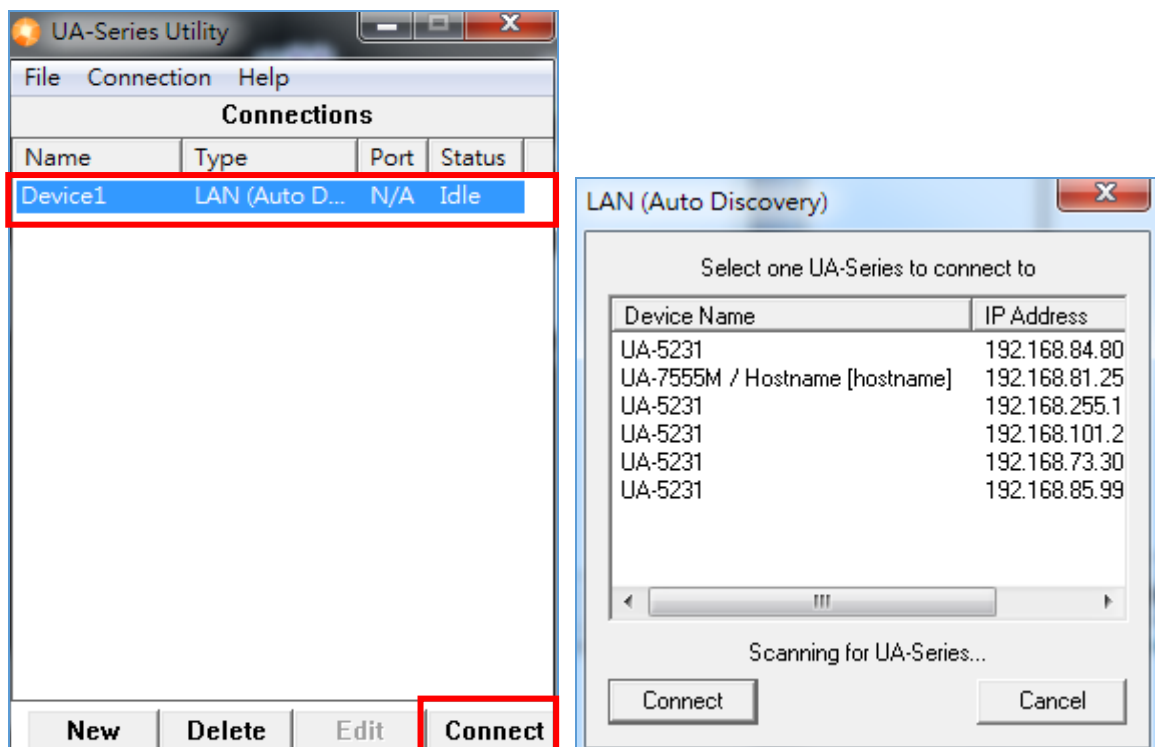 UA-Series Utility
File Connection Help
Connections
Name Type Port Status
Device1 LAN (Auto D... N/A Idle
New Delete Edit Connect
LAN (Auto Discovery)
Select one UA-Series to connect to
Device Name IP Address
UA-5231 192.168.84.80
UA-7555M / Hostname [hostname] 192.168.81.25
UA-5231 192.168.255.1
UA-5231 192.168.101.2
UA-5231 192.168.73.30
UA-5231 192.168.85.99
Scanning for UA-Series...
Connect Cancel